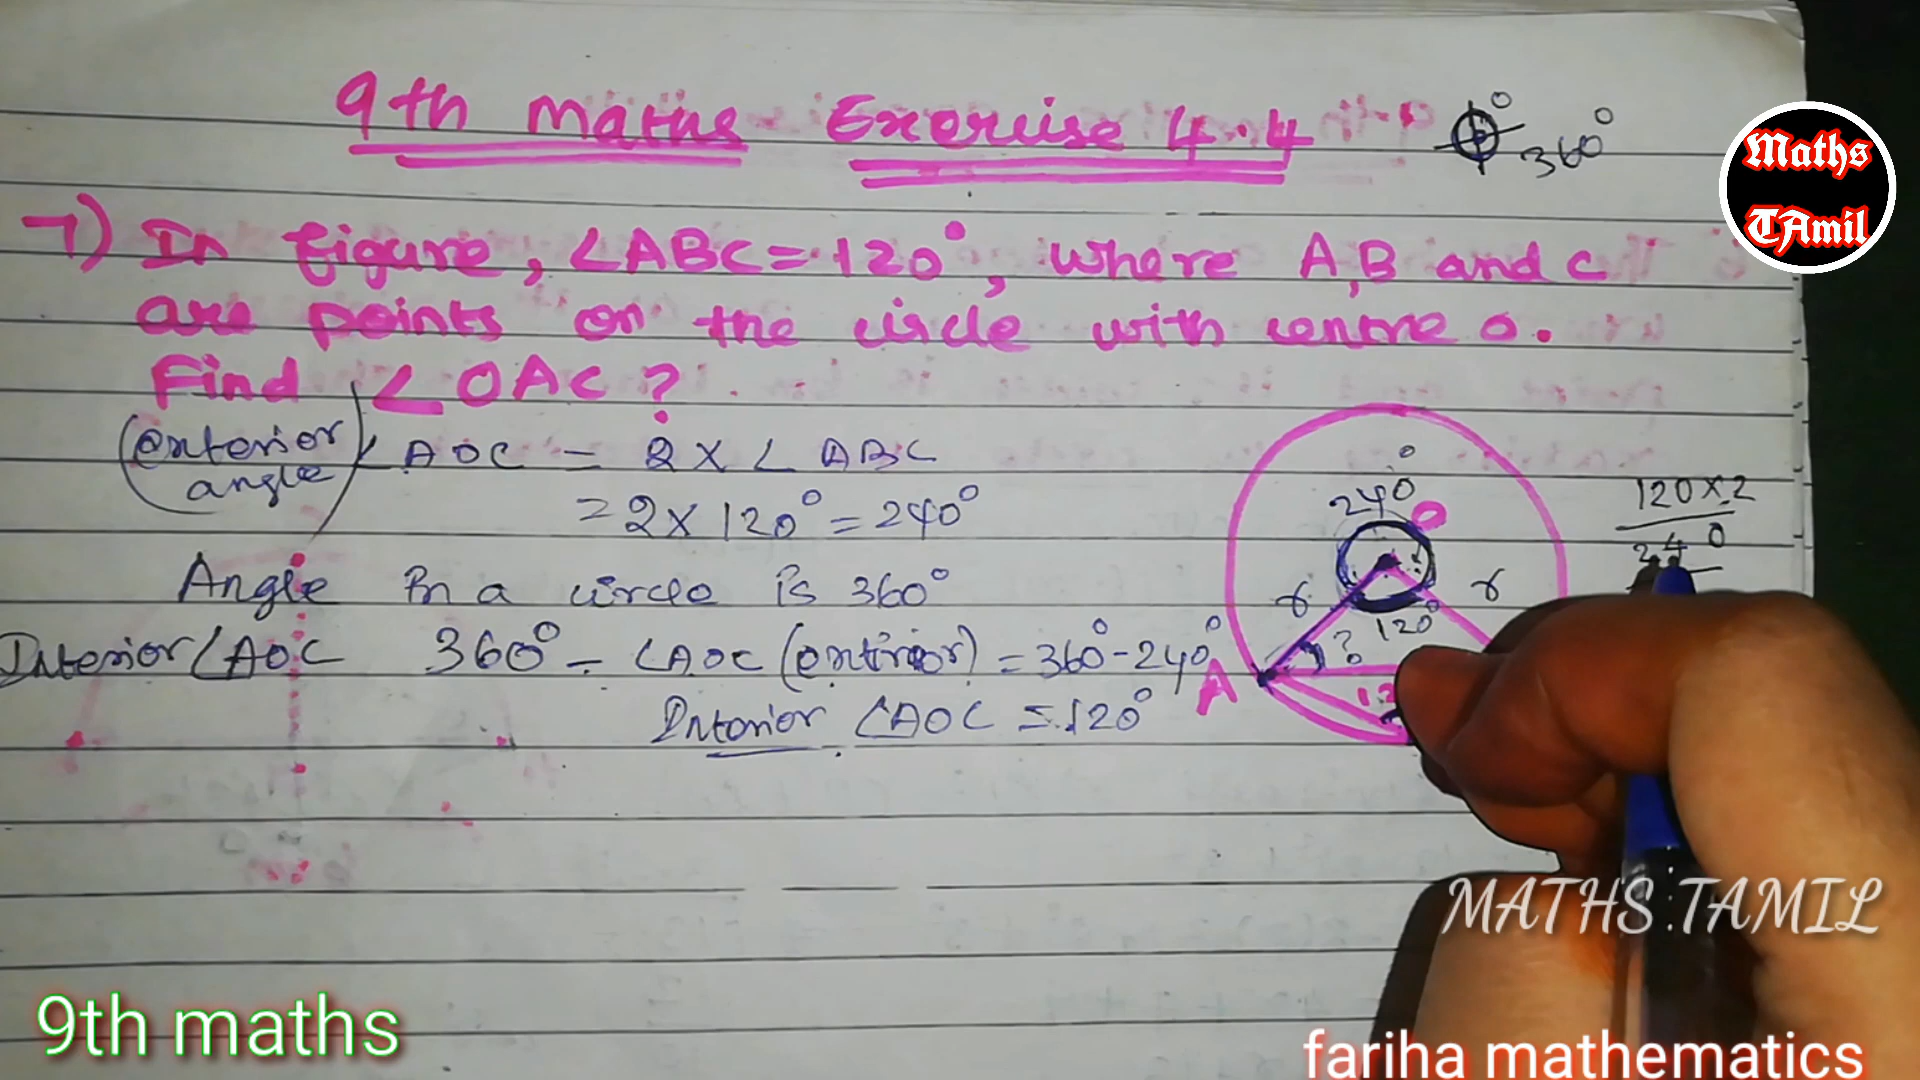 9th Maths Exercise 4.4
360°
Maths
TAmil
7) In figure, ∠ABC = 120°, where A,B and C
are points on the circle with centre O.
Find ∠OAC?
(exterior angle) ∠AOC = 2 × ∠ABC
= 2 × 120° = 240°
Angle in a circle is 360°
Interior ∠AOC 360° - ∠AOC (exterior) = 360° - 240°
Interior ∠AOC = 120°
240°
O
r
r
120°
?
A
120×2
240
MATHS TAMIL
9th maths
fariha mathematics